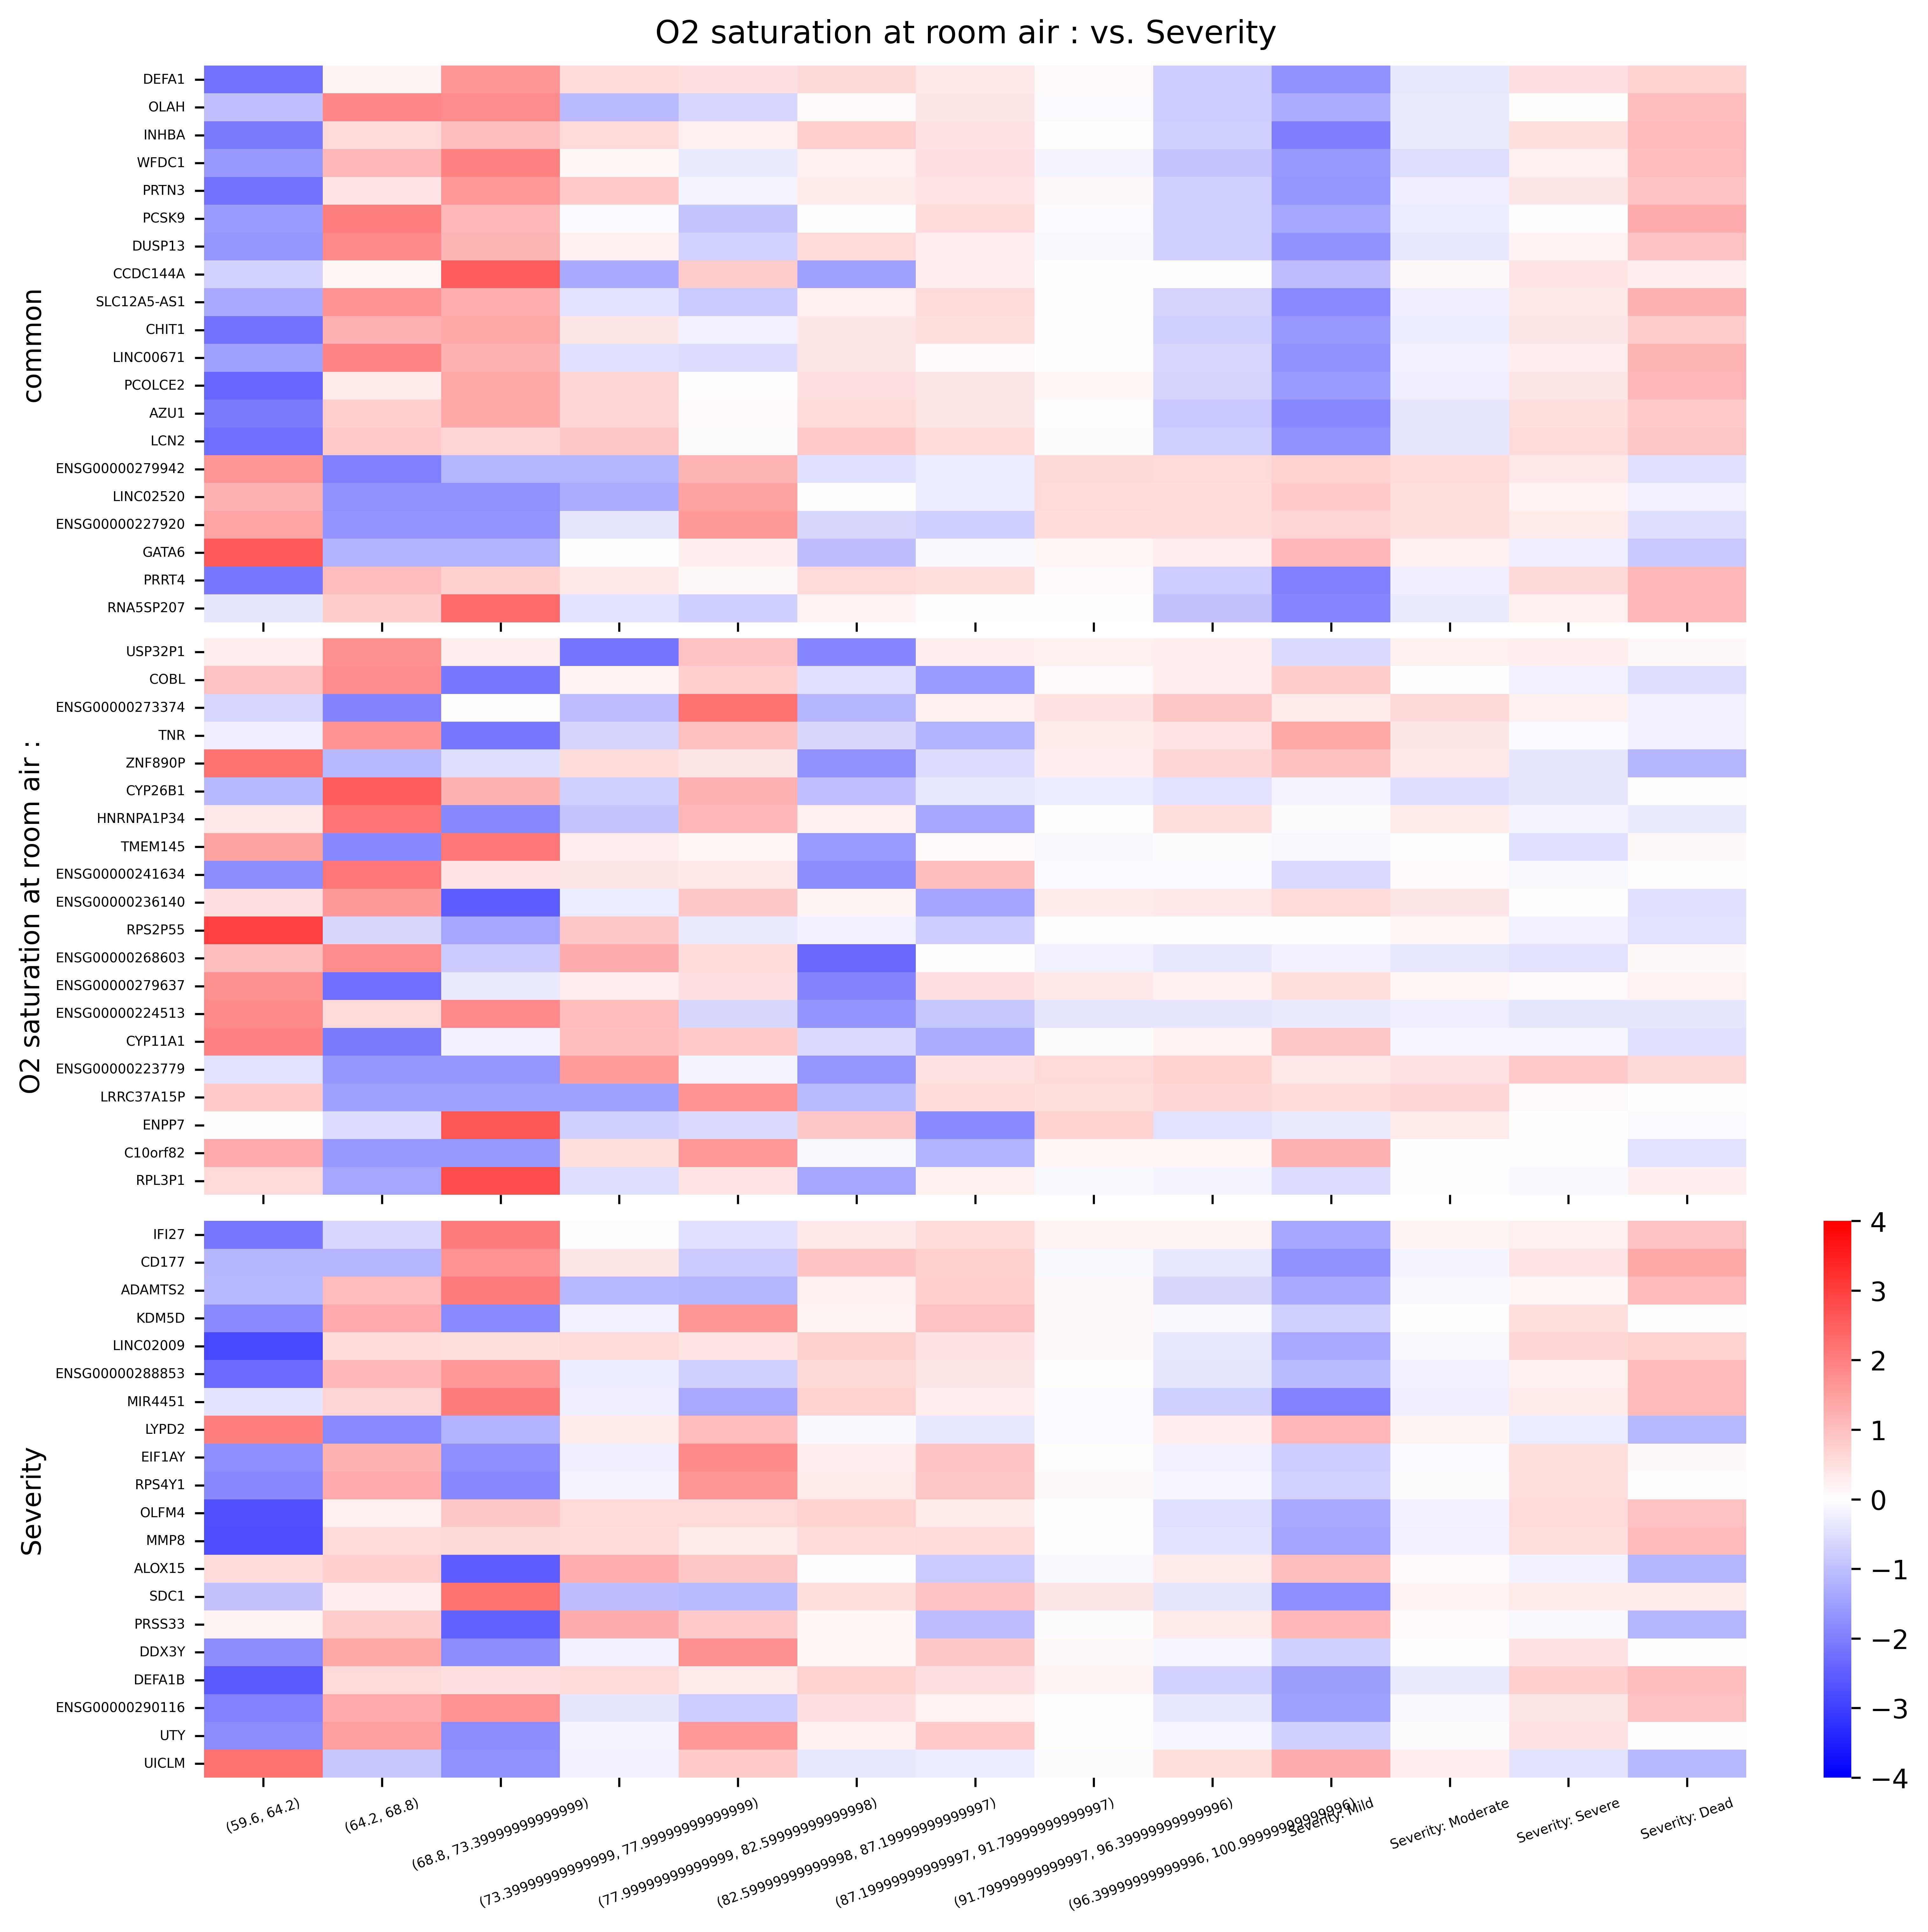 O2 saturation at room air : vs. Severity
common
DEFA1
OLAH
INHBA
WFDC1
PRTN3
PCSK9
DUSP13
CCDC144A
SLC12A5-AS1
CHIT1
LINC00671
PCOLCE2
AZU1
LCN2
ENSG00000279942
LINC02520
ENSG00000227920
GATA6
PRRT4
RNA5SP207
O2 saturation at room air :
USP32P1
COBL
ENSG00000273374
TNR
ZNF890P
CYP26B1
HNRNPA1P34
TMEM145
ENSG00000241634
ENSG00000236140
RPS2P55
ENSG00000268603
ENSG00000279637
ENSG00000224513
CYP11A1
ENSG00000223779
LRRC37A15P
ENPP7
C10orf82
RPL3P1
Severity
IFI27
CD177
ADAMTS2
KDM5D
LINC02009
ENSG00000288853
MIR4451
LYPD2
EIF1AY
RPS4Y1
OLFM4
MMP8
ALOX15
SDC1
PRSS33
DDX3Y
DEFA1B
ENSG00000290116
UTY
UICLM
(59.6, 64.2)
(64.2, 68.8)
(68.8, 73.39999999999999)
(73.39999999999999, 77.99999999999999)
(77.99999999999999, 82.59999999999998)
(82.59999999999998, 87.19999999999997)
(87.19999999999997, 91.79999999999997)
(91.79999999999997, 96.39999999999996)
(96.39999999999996, 100.99999999999996)
Severity: Mild
Severity: Moderate
Severity: Severe
Severity: Dead
4
3
2
1
0
−1
−2
−3
−4